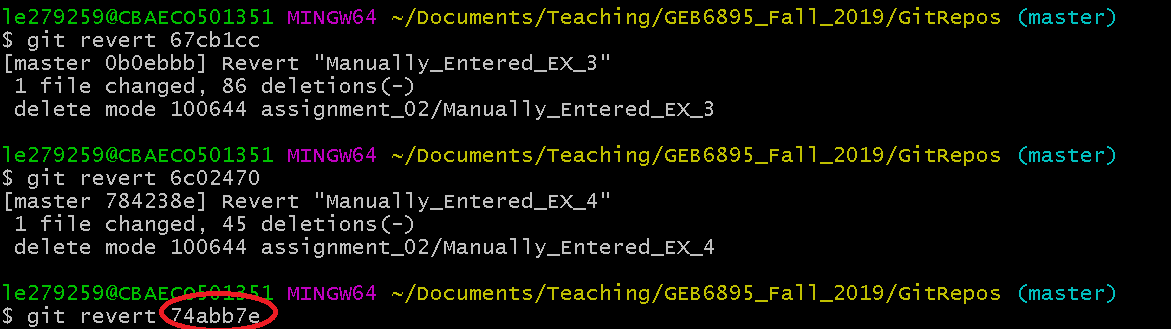 le279259@CBAECO501351 MINGW64 ~/Documents/Teaching/GEB6895_Fall_2019/GitRepos (master)
$ git revert 67cb1cc
[master 0b0ebbb] Revert "Manually_Entered_EX_3"
 1 file changed, 86 deletions(-)
 delete mode 100644 assignment_02/Manually_Entered_EX_3
le279259@CBAECO501351 MINGW64 ~/Documents/Teaching/GEB6895_Fall_2019/GitRepos (master)
$ git revert 6c02470
[master 784238e] Revert "Manually_Entered_EX_4"
 1 file changed, 45 deletions(-)
 delete mode 100644 assignment_02/Manually_Entered_EX_4
le279259@CBAECO501351 MINGW64 ~/Documents/Teaching/GEB6895_Fall_2019/GitRepos (master)
$ git revert 74abb7e